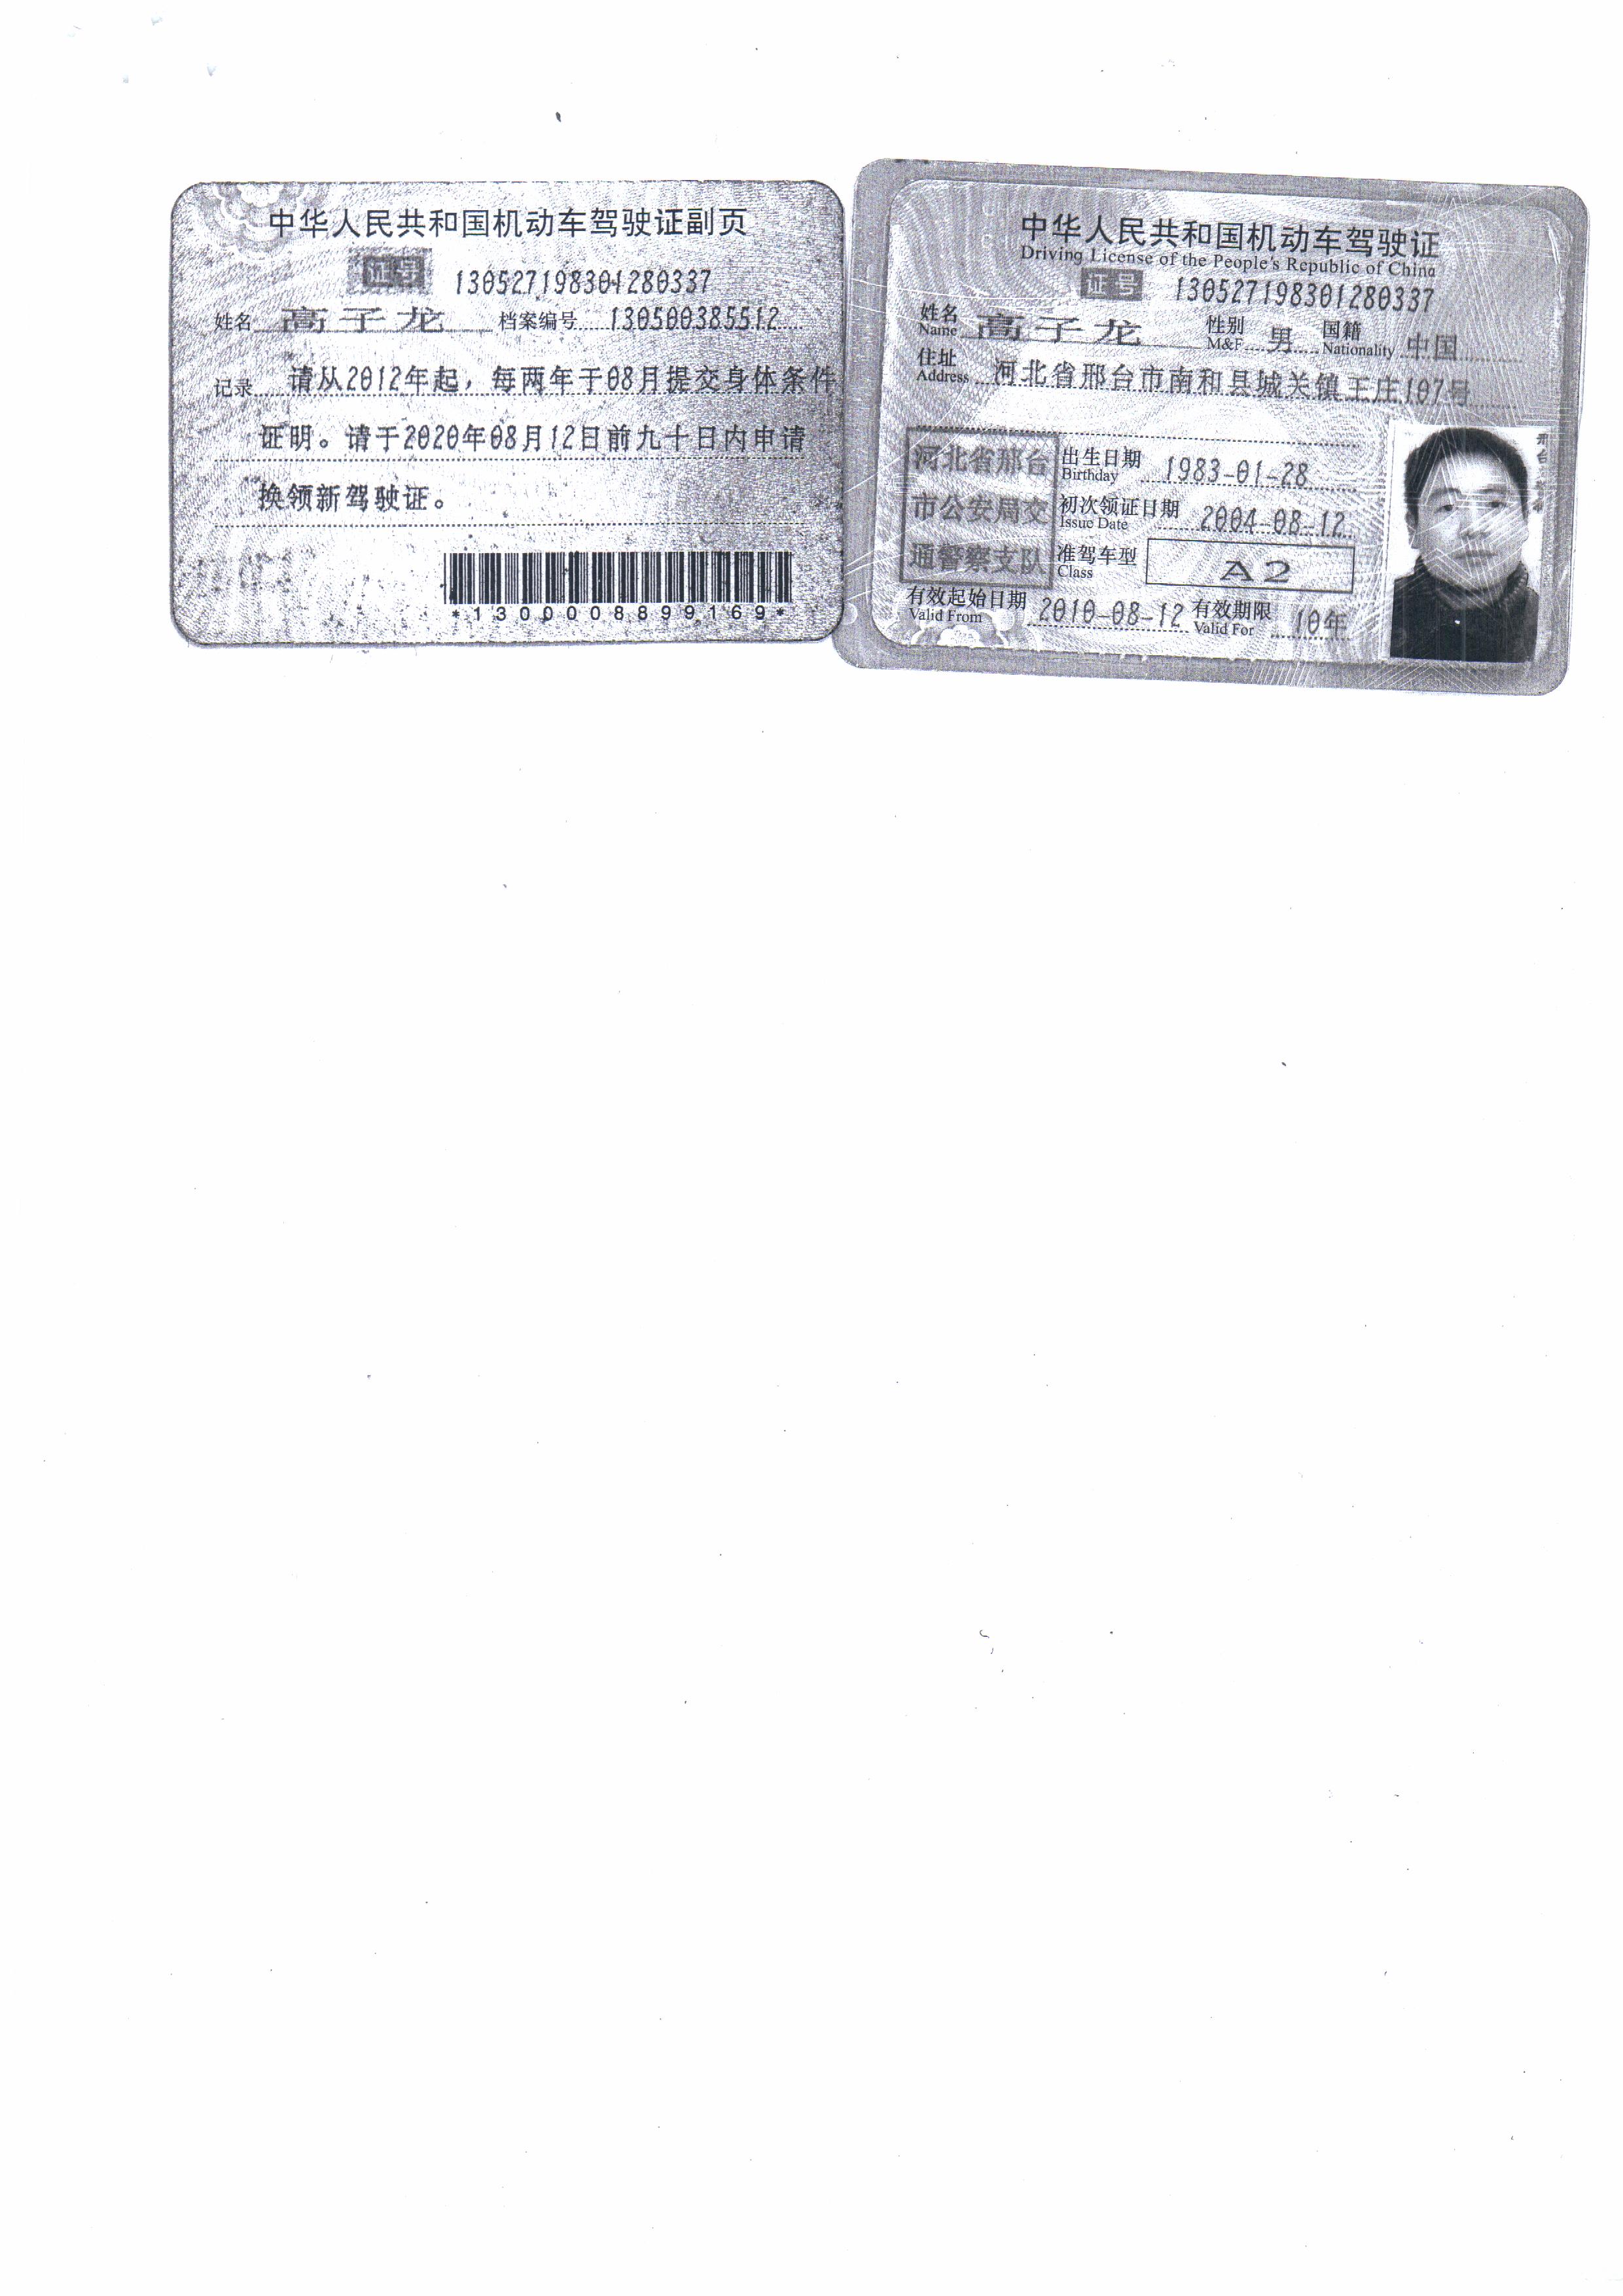 中华人民共和国机动车驾驶证副页
证号 130527198301280337
姓名 高子龙 档案编号 130500385512
记录 请从2012年起，每两年于08月提交身体条件
证明。请于2020年08月12日前九十日内申请
换领新驾驶证。
*1300008899169*
中华人民共和国机动车驾驶证
Driving License of the People's Republic of China
证号 130527198301280337
姓名 高子龙 性别 男 国籍 中国
Name M&F Nationality
住址 河北省邢台市南和县城关镇王庄107号
Address
河北省邢台
市公安局交
通警察支队
出生日期 1983-01-28
Birthday
初次领证日期 2004-08-12
Issue Date
准驾车型 A2
Class
有效起始日期 2010-08-12 有效期限 10年
Valid From Valid For